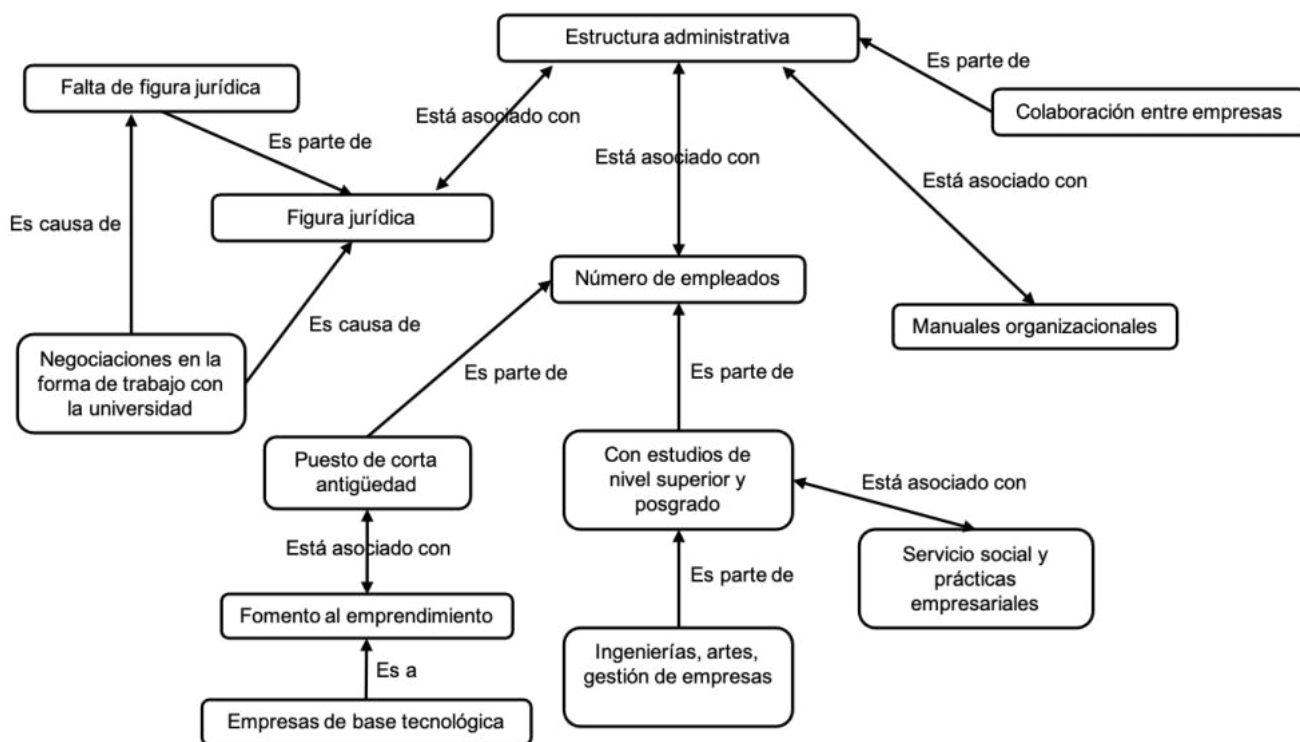 Estructura administrativa
Es parte de
Falta de figura jurídica
Colaboración entre empresas
Está asociado con
Es parte de
Está asociado con
Está asociado con
Figura jurídica
Es causa de
Número de empleados
Es causa de
Manuales organizacionales
Negociaciones en la
forma de trabajo con
la universidad
Es parte de
Es parte de
Puesto de corta
antigüedad
Con estudios de
nivel superior y
posgrado
Está asociado con
Está asociado con
Servicio social y
prácticas
empresariales
Es parte de
Fomento al emprendimiento
Ingenierías, artes,
gestión de empresas
Es a
Empresas de base tecnológica